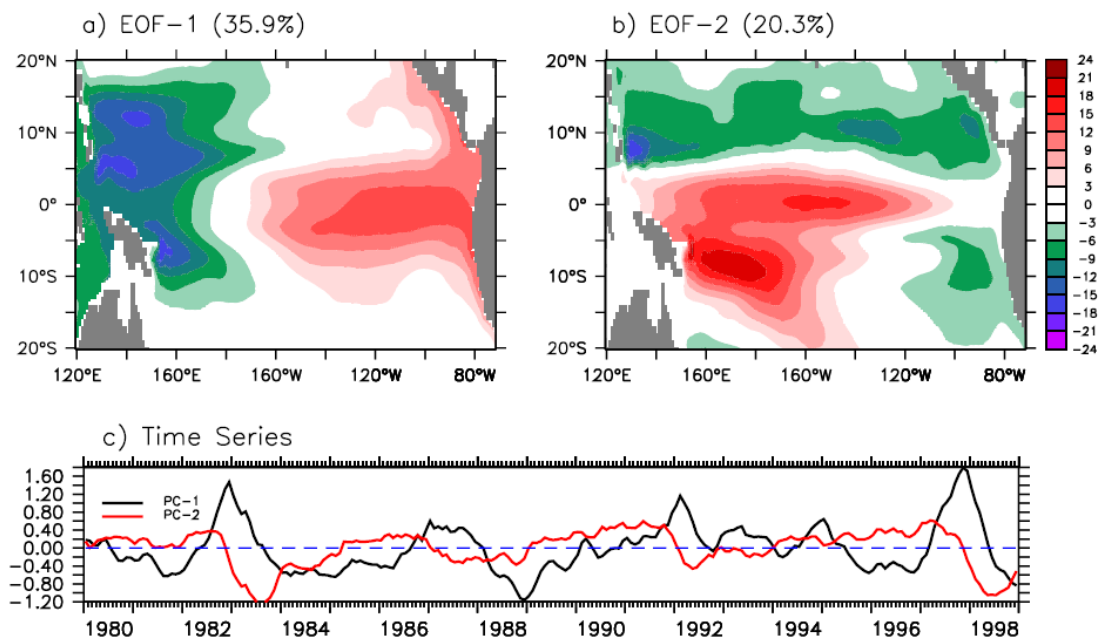 a) EOF-1 (35.9%)
b) EOF-2 (20.3%)
20°N
10°N
0°
10°S
20°S
120°E 160°E 160°W 120°W 80°W
20°N
10°N
0°
10°S
20°S
120°E 160°E 160°W 120°W 80°W
24
21
18
15
12
9
6
3
0
-3
-6
-9
-12
-15
-18
-21
-24
c) Time Series
1.60
1.20
0.80
0.40
0.00
-0.40
-0.80
-1.20
PC-1
PC-2
1980 1982 1984 1986 1988 1990 1992 1994 1996 1998